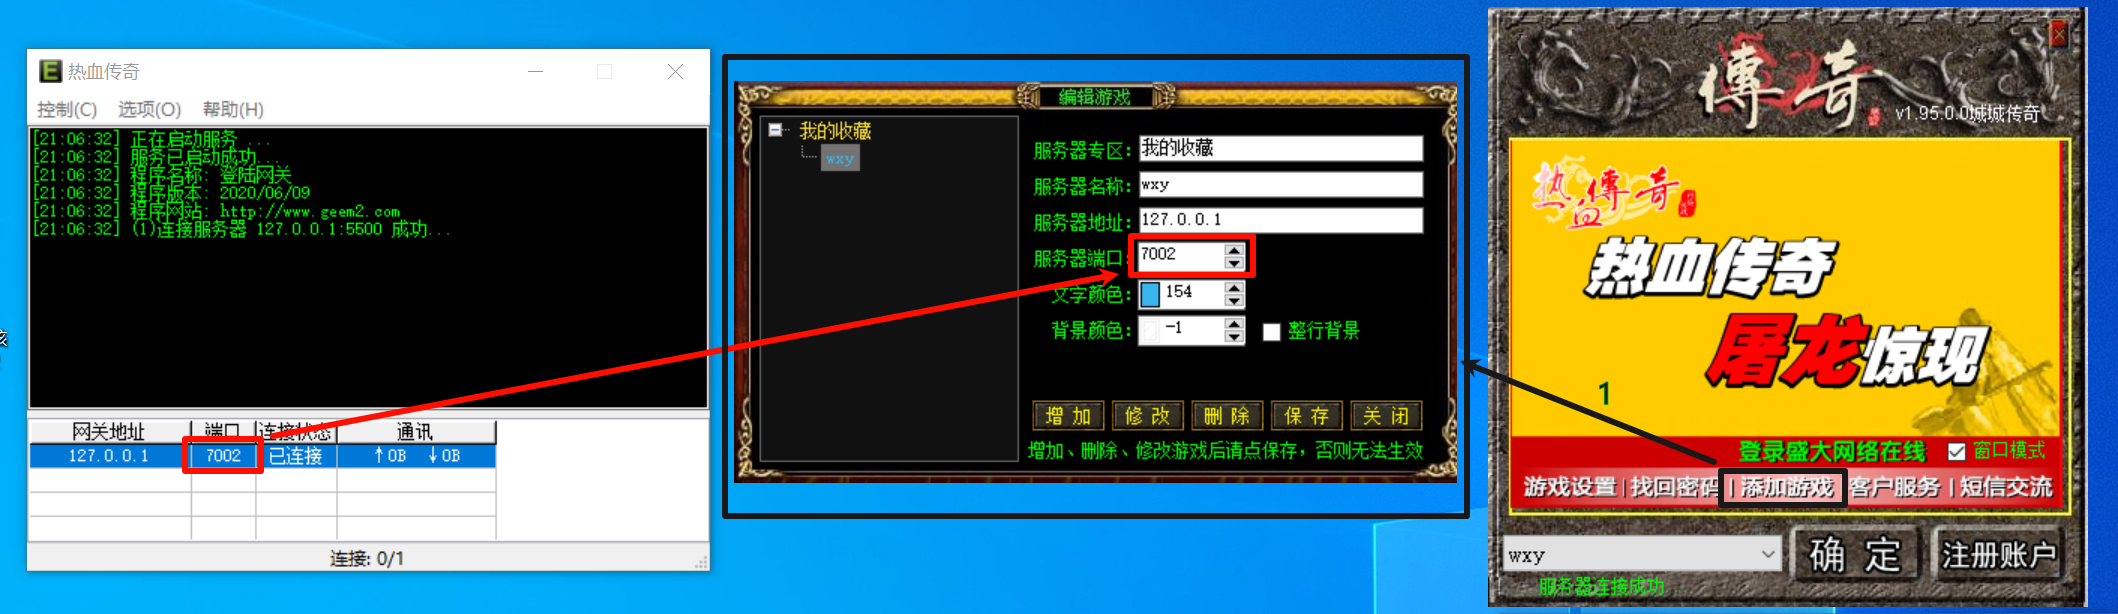 热血传奇
控制(C) 选项(O) 帮助(H)
[21:06:32] 正在启动服务 ...
[21:06:32] 服务已启动成功...
[21:06:32] 程序名称: 登陆网关
[21:06:32] 程序版本: 2020/06/09
[21:06:32] 程序网站: http://www.geem2.com
[21:06:32] (1)连接服务器 127.0.0.1:5500 成功...
网关地址 端口 连接状态 通讯
127.0.0.1 7002 已连接 ↑0B ↓0B
连接: 0/1
编辑游戏
我的收藏
wxy
服务器专区: 我的收藏
服务器名称: wxy
服务器地址: 127.0.0.1
服务器端口: 7002
文字颜色: 154
背景颜色: -1 整行背景
增加 修改 删除 保存 关闭
增加、删除、修改游戏后请点保存，否则无法生效
傳奇
v1.95.0.0城城传奇
热血傳奇
热血传奇
屠龙惊现
1
登录盛大网络在线 窗口模式
游戏设置 | 找回密码 | 添加游戏 客户服务 | 短信交流
wxy 确定 注册账户
服务器连接成功